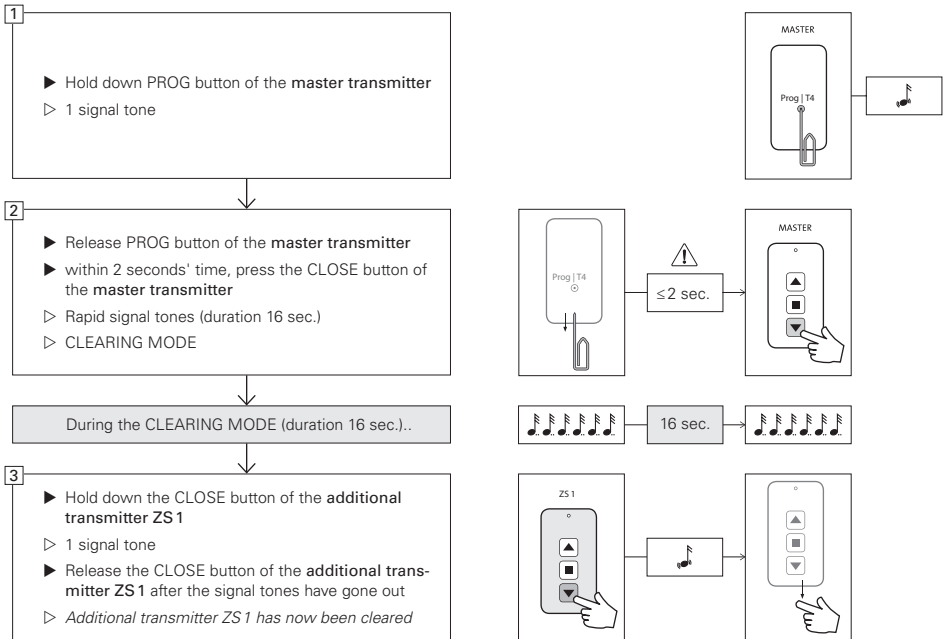 1
▶ Hold down PROG button of the master transmitter
▷ 1 signal tone
MASTER
Prog | T4
2
▶ Release PROG button of the master transmitter
▶ within 2 seconds' time, press the CLOSE button of
the master transmitter
▷ Rapid signal tones (duration 16 sec.)
▷ CLEARING MODE
Prog | T4
≤2 sec.
MASTER
During the CLEARING MODE (duration 16 sec.)..
16 sec.
3
▶ Hold down the CLOSE button of the additional
transmitter ZS 1
▷ 1 signal tone
▶ Release the CLOSE button of the additional trans-
mitter ZS 1 after the signal tones have gone out
▷ Additional transmitter ZS 1 has now been cleared
ZS 1